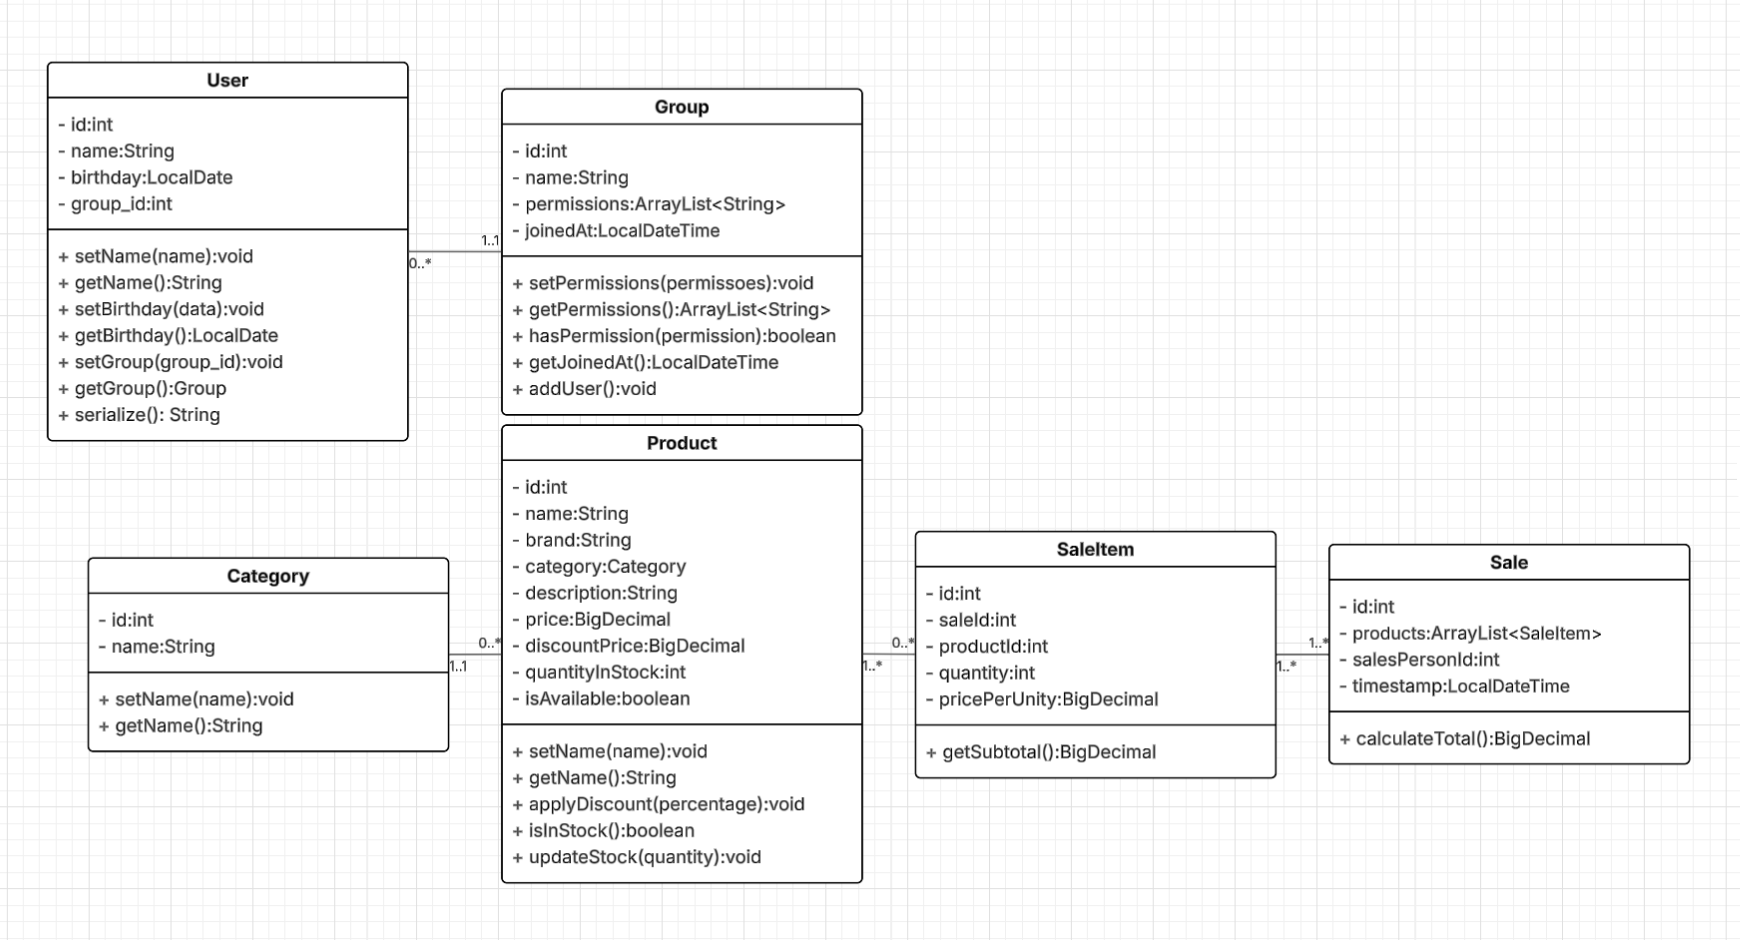 User
- id:int
- name:String
- birthday:LocalDate
- group_id:int
+ setName(name):void
+ getName():String
+ setBirthday(data):void
+ getBirthday():LocalDate
+ setGroup(group_id):void
+ getGroup():Group
+ serialize(): String
0..*
1..1
Group
- id:int
- name:String
- permissions:ArrayList<String>
- joinedAt:LocalDateTime
+ setPermissions(permissoes):void
+ getPermissions():ArrayList<String>
+ hasPermission(permission):boolean
+ getJoinedAt():LocalDateTime
+ addUser():void
Category
- id:int
- name:String
+ setName(name):void
+ getName():String
1..1
0..*
Product
- id:int
- name:String
- brand:String
- category:Category
- description:String
- price:BigDecimal
- discountPrice:BigDecimal
- quantityInStock:int
- isAvailable:boolean
+ setName(name):void
+ getName():String
+ applyDiscount(percentage):void
+ isInStock():boolean
+ updateStock(quantity):void
1..*
0..*
SaleItem
- id:int
- saleId:int
- productId:int
- quantity:int
- pricePerUnity:BigDecimal
+ getSubtotal():BigDecimal
1..*
1..*
Sale
- id:int
- products:ArrayList<SaleItem>
- salesPersonId:int
- timestamp:LocalDateTime
+ calculateTotal():BigDecimal